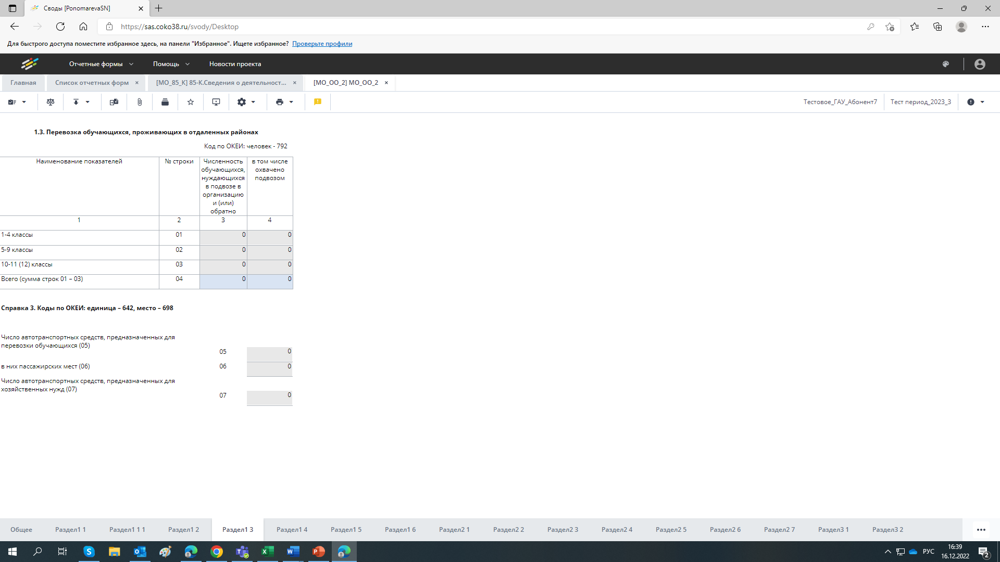 Своды [PonomarevaSN]
https://sas.coko38.ru/svody/Desktop
Для быстрого доступа поместите избранное здесь, на панели "Избранное". Ищете избранное? Проверьте профили
Отчетные формы Помощь Новости проекта
Главная Список отчетных форм × [МО_85_К] 85-К.Сведения о деятельност... × [МО_ОО_2] МО_ОО_2 ×
Тестовое_ГАУ_Абонент7 Тест период_2023_3
1.3. Перевозка обучающихся, проживающих в отдаленных районах
Код по ОКЕИ: человек - 792
Наименование показателей № строки Численность в том числе
обучающихся, охвачено
нуждающихся подвозом
в подвозе в
организацию
и (или)
обратно
1 2 3 4
1-4 классы 01 0 0
5-9 классы 02 0 0
10-11 (12) классы 03 0 0
Всего (сумма строк 01 – 03) 04 0 0
Справка 3. Коды по ОКЕИ: единица – 642, место – 698
Число автотранспортных средств, предназначенных для
перевозки обучающихся (05)
05 0
в них пассажирских мест (06) 06 0
Число автотранспортных средств, предназначенных для
хозяйственных нужд (07)
07 0
Общее Раздел1 1 Раздел1 1 1 Раздел1 2 Раздел1 3 Раздел1 4 Раздел1 5 Раздел1 6 Раздел2 1 Раздел2 2 Раздел2 3 Раздел2 4 Раздел2 5 Раздел2 6 Раздел2 7 Раздел3 1 Раздел3 2
РУС 16:39
16.12.2022 2